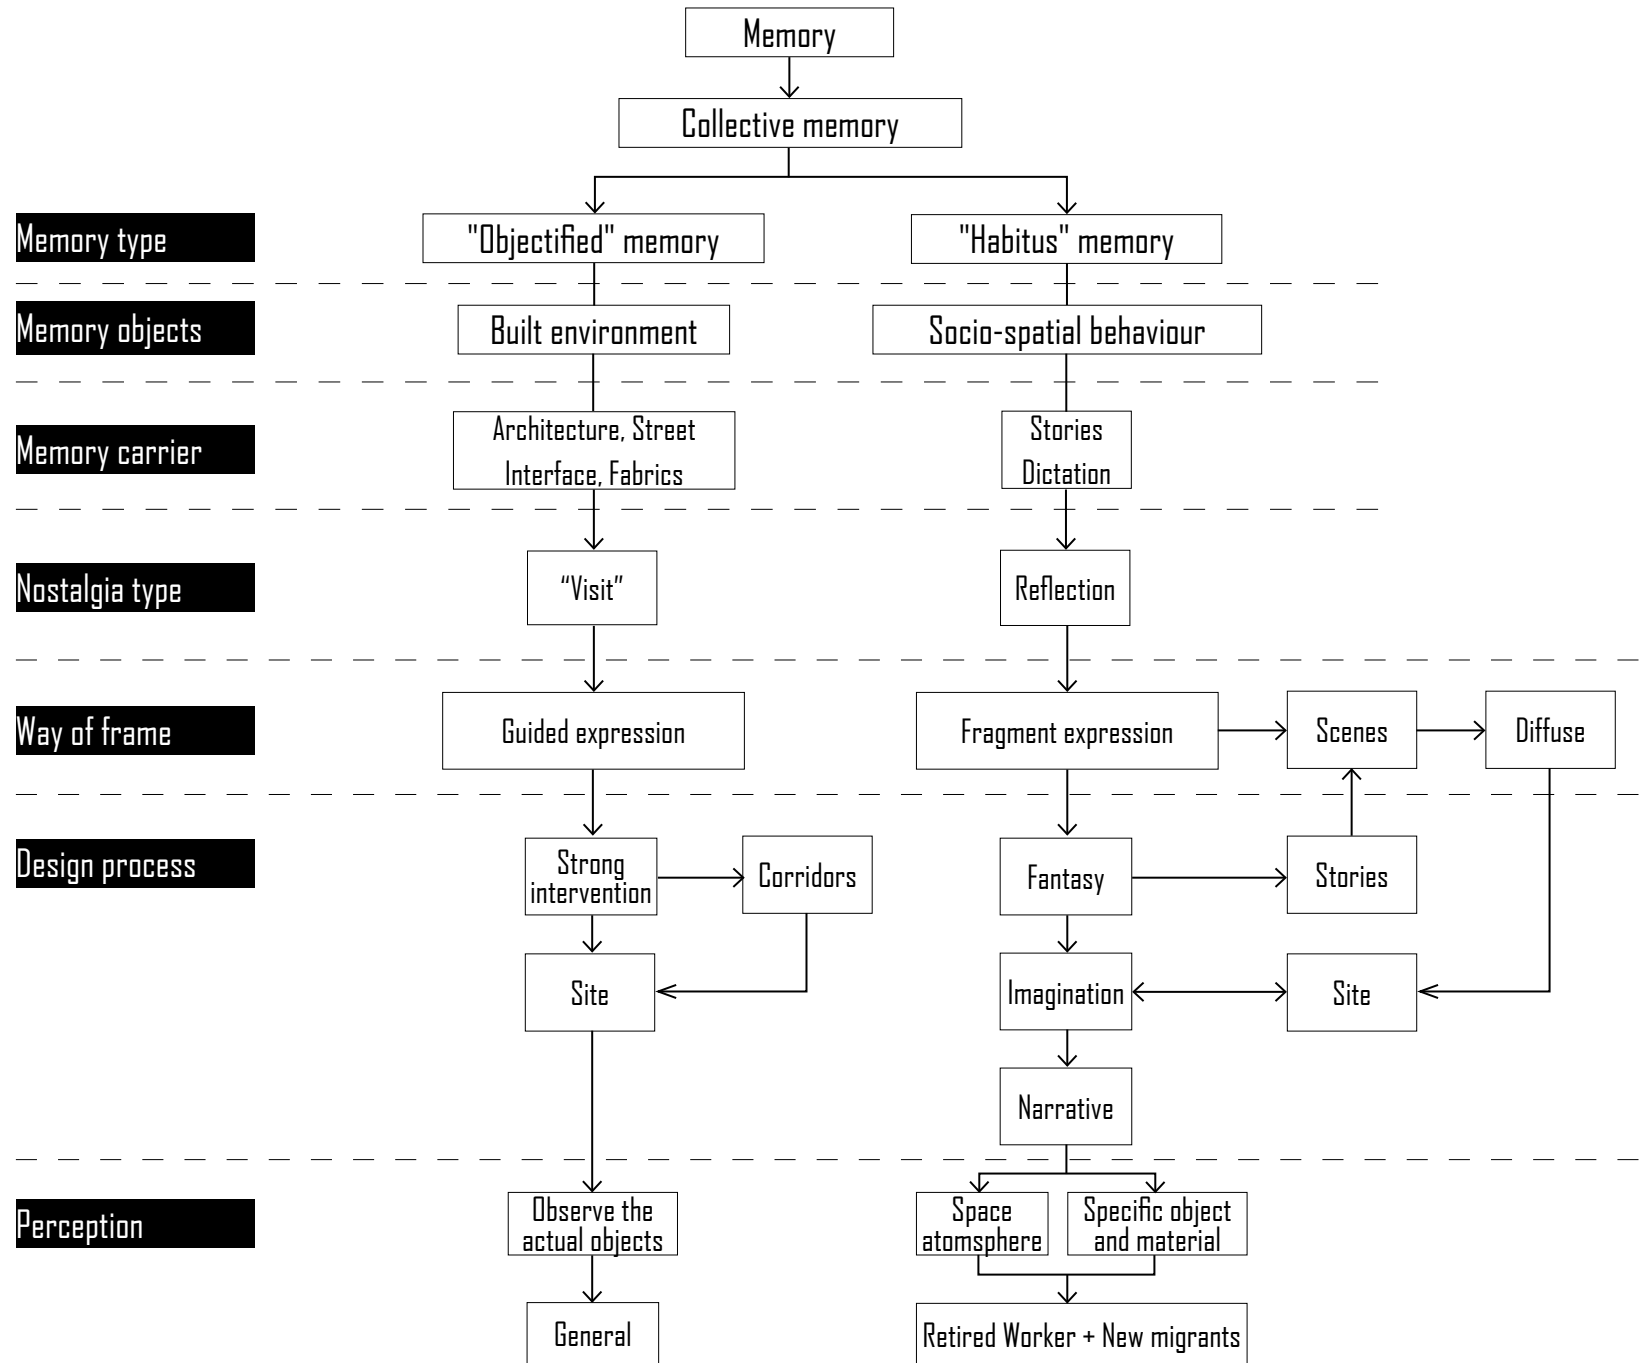 Memory
Collective memory
Memory type
"Objectified" memory
"Habitus" memory
Memory objects
Built environment
Socio-spatial behaviour
Memory carrier
Architecture, Street
Interface, Fabrics
Stories
Dictation
Nostalgia type
“Visit”
Reflection
Way of frame
Guided expression
Fragment expression
Scenes
Diffuse
Design process
Strong
intervention
Corridors
Fantasy
Stories
Site
Imagination
Site
Narrative
Perception
Observe the
actual objects
Space
atomsphere
Specific object
and material
General
Retired Worker + New migrants